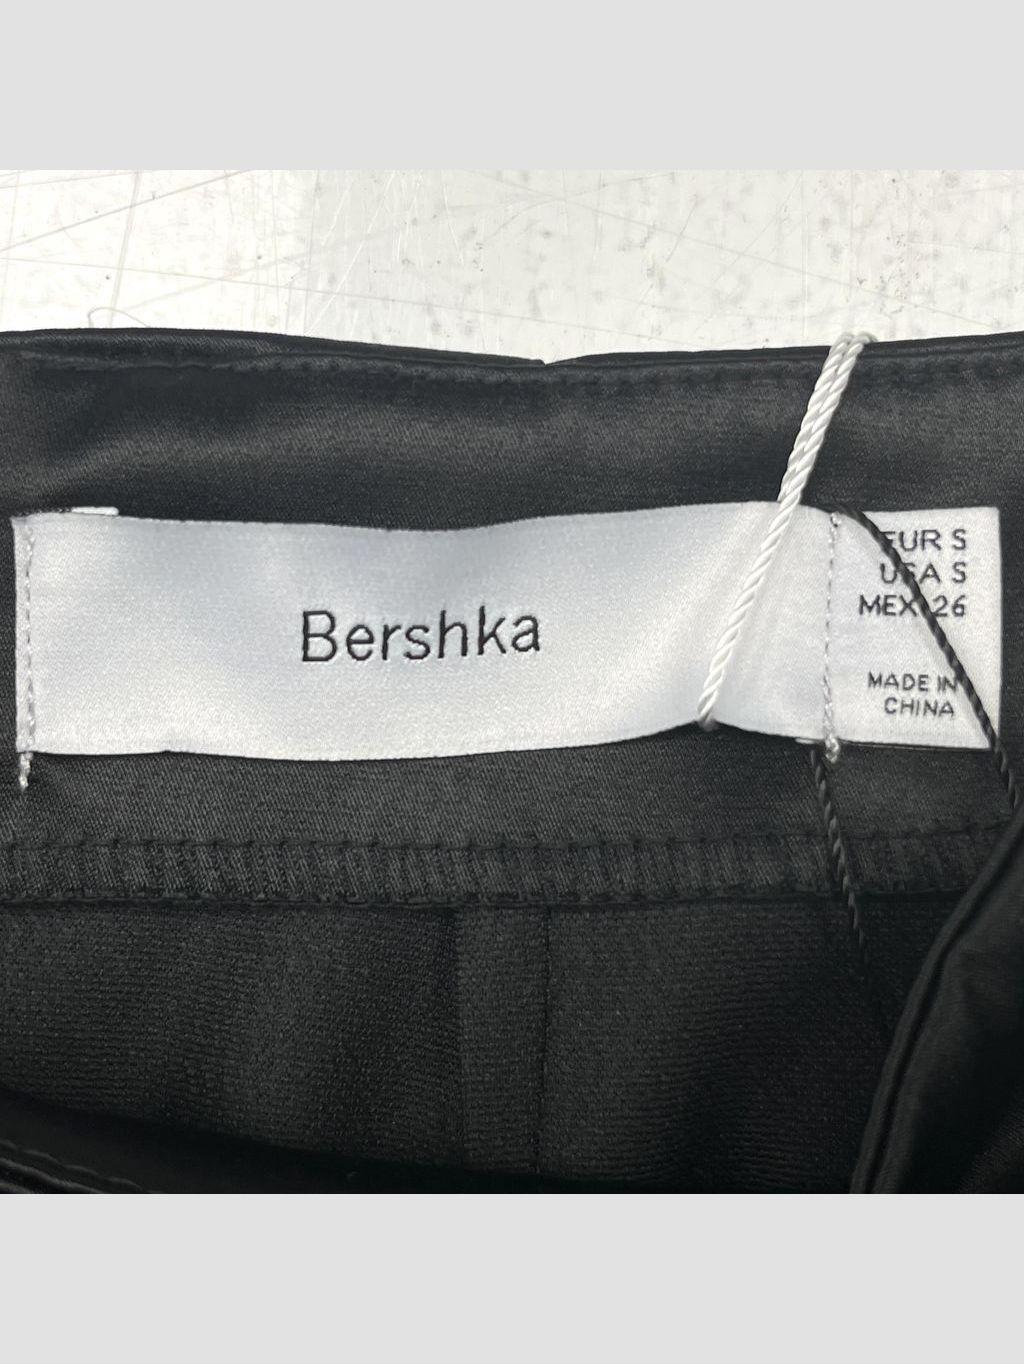 Bershka
EUR S
USA S
MEX 26
MADE IN
CHINA